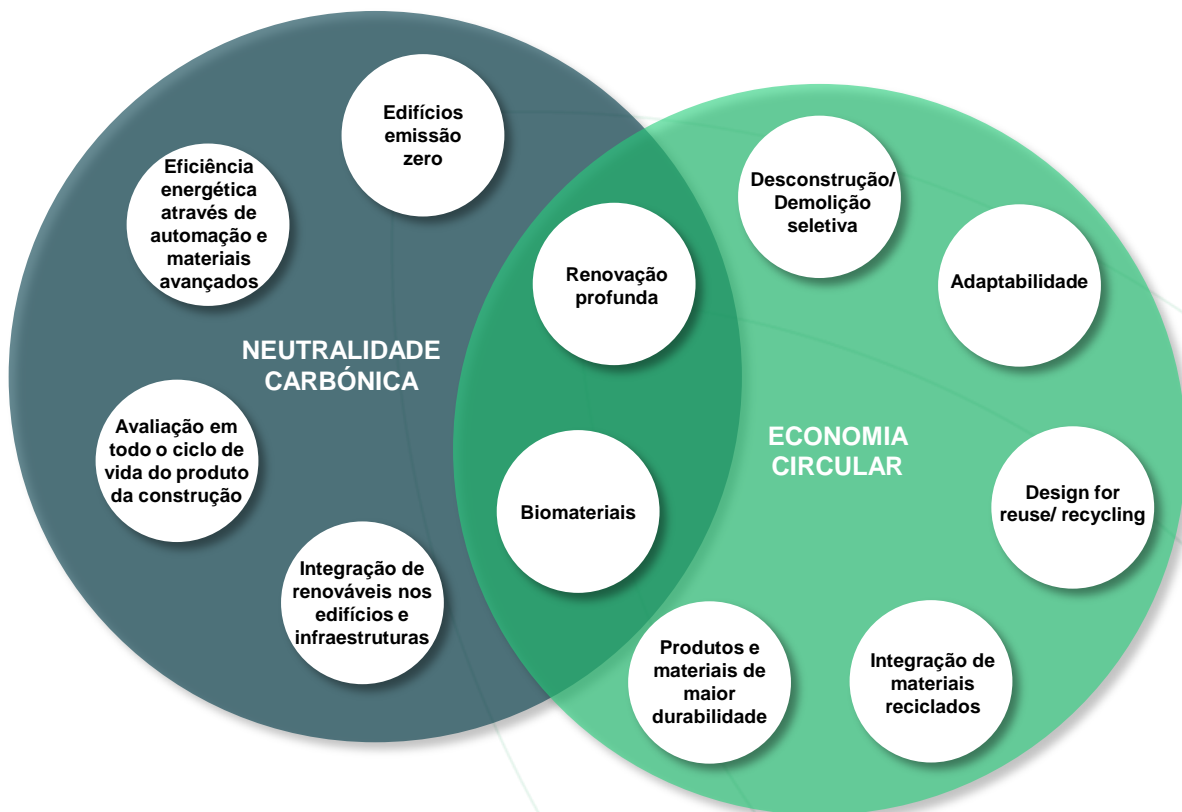 Edifícios
emissão
zero
Eficiência
energética
através de
automação e
materiais
avançados
NEUTRALIDADE
CARBÓNICA
Avaliação em
todo o ciclo de
vida do produto
da construção
Integração de
renováveis nos
edifícios e
infraestruturas
Renovação
profunda
Biomateriais
Desconstrução/
Demolição
seletiva
Adaptabilidade
ECONOMIA
CIRCULAR
Design for
reuse/ recycling
Produtos e
materiais de
maior
durabilidade
Integração de
materiais
reciclados